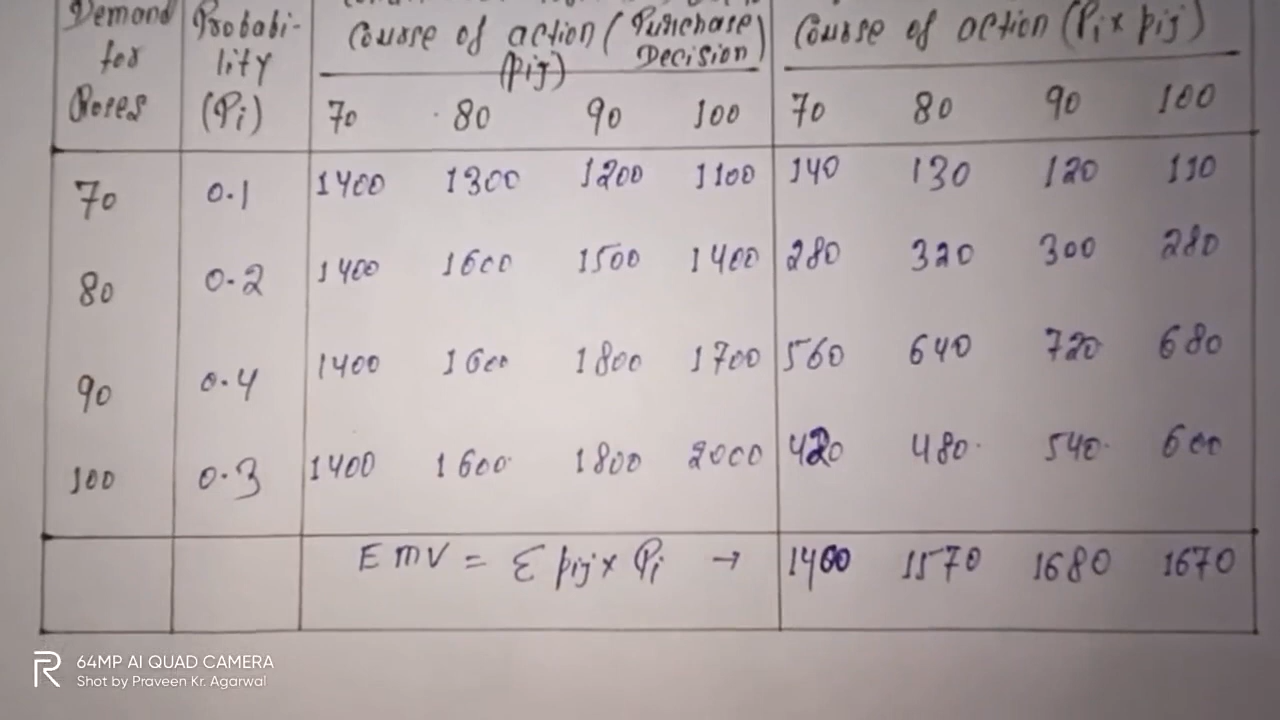 Demand Probabi- Course of action (Purchase Course of action (Pi x pij)
for lity (pij) Decision)
Roses (Pi) 70 80 90 100 70 80 90 100
70 0.1 1400 1300 1200 1100 140 130 120 110
80 0.2 1400 1600 1500 1400 280 320 300 280
90 0.4 1400 1600 1800 1700 560 640 720 680
100 0.3 1400 1600 1800 2000 420 480 540 600
EMV = Σ pij x Pi → 1400 1570 1680 1670
64MP AI QUAD CAMERA
Shot by Praveen Kr. Agarwal